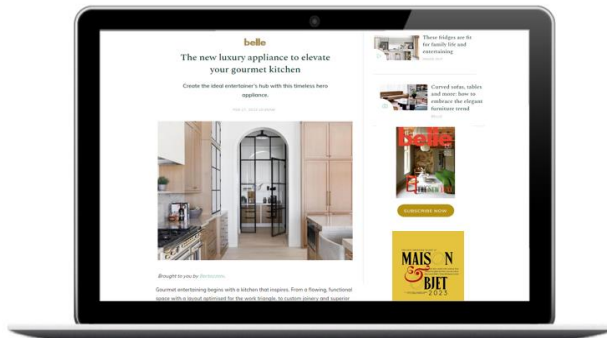 belle
The new luxury appliance to elevate
your gourmet kitchen
Create the ideal entertainer's hub with this timeless hero
appliance.
Brought to you by
Gourmet entertaining begins with a kitchen that inspires. From a flowing, functional
space with a layout optimised for the work triangle, to custom joinery and superior
These fridges are fit
for family life and
entertaining
Curved sofas, tables
and more: how to
embrace the elegant
furniture trend
belle
SUBSCRIBE NOW
MAIS N
& BJET
2023